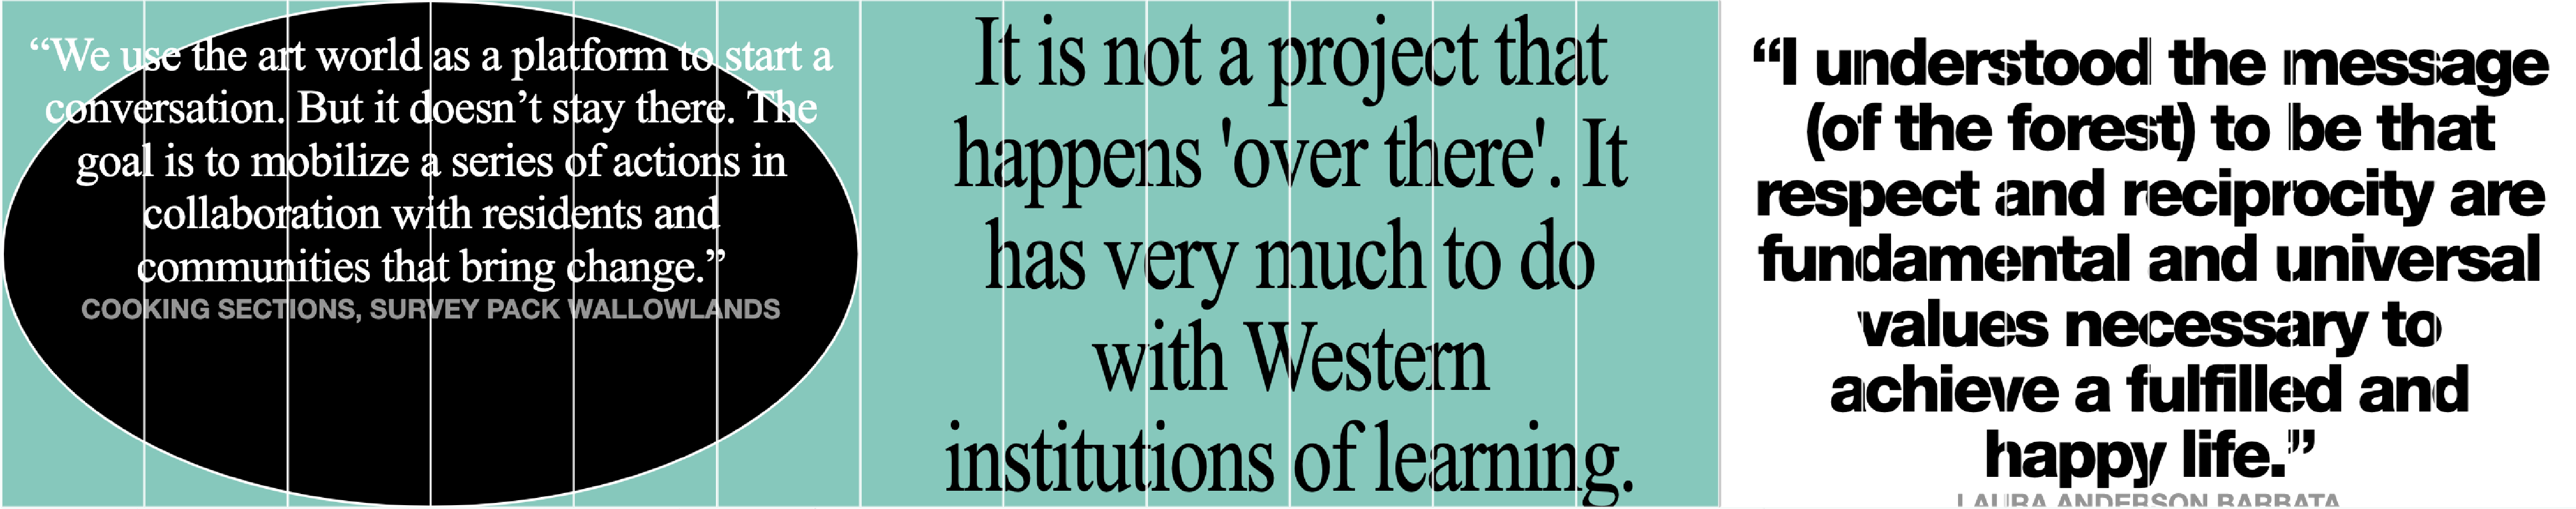 “We use the art world as a platform to start a
conversation. But it doesn’t stay there. The
goal is to mobilize a series of actions in
collaboration with residents and
communities that bring change.”
COOKING SECTIONS, SURVEY PACK WALLOWLANDS
It is not a project that
happens 'over there'. It
has very much to do
with Western
institutions of learning.
“I understood the message
(of the forest) to be that
respect and reciprocity are
fundamental and universal
values necessary to
achieve a fulfilled and
happy life.”
LAURA ANDERSON BARBATA